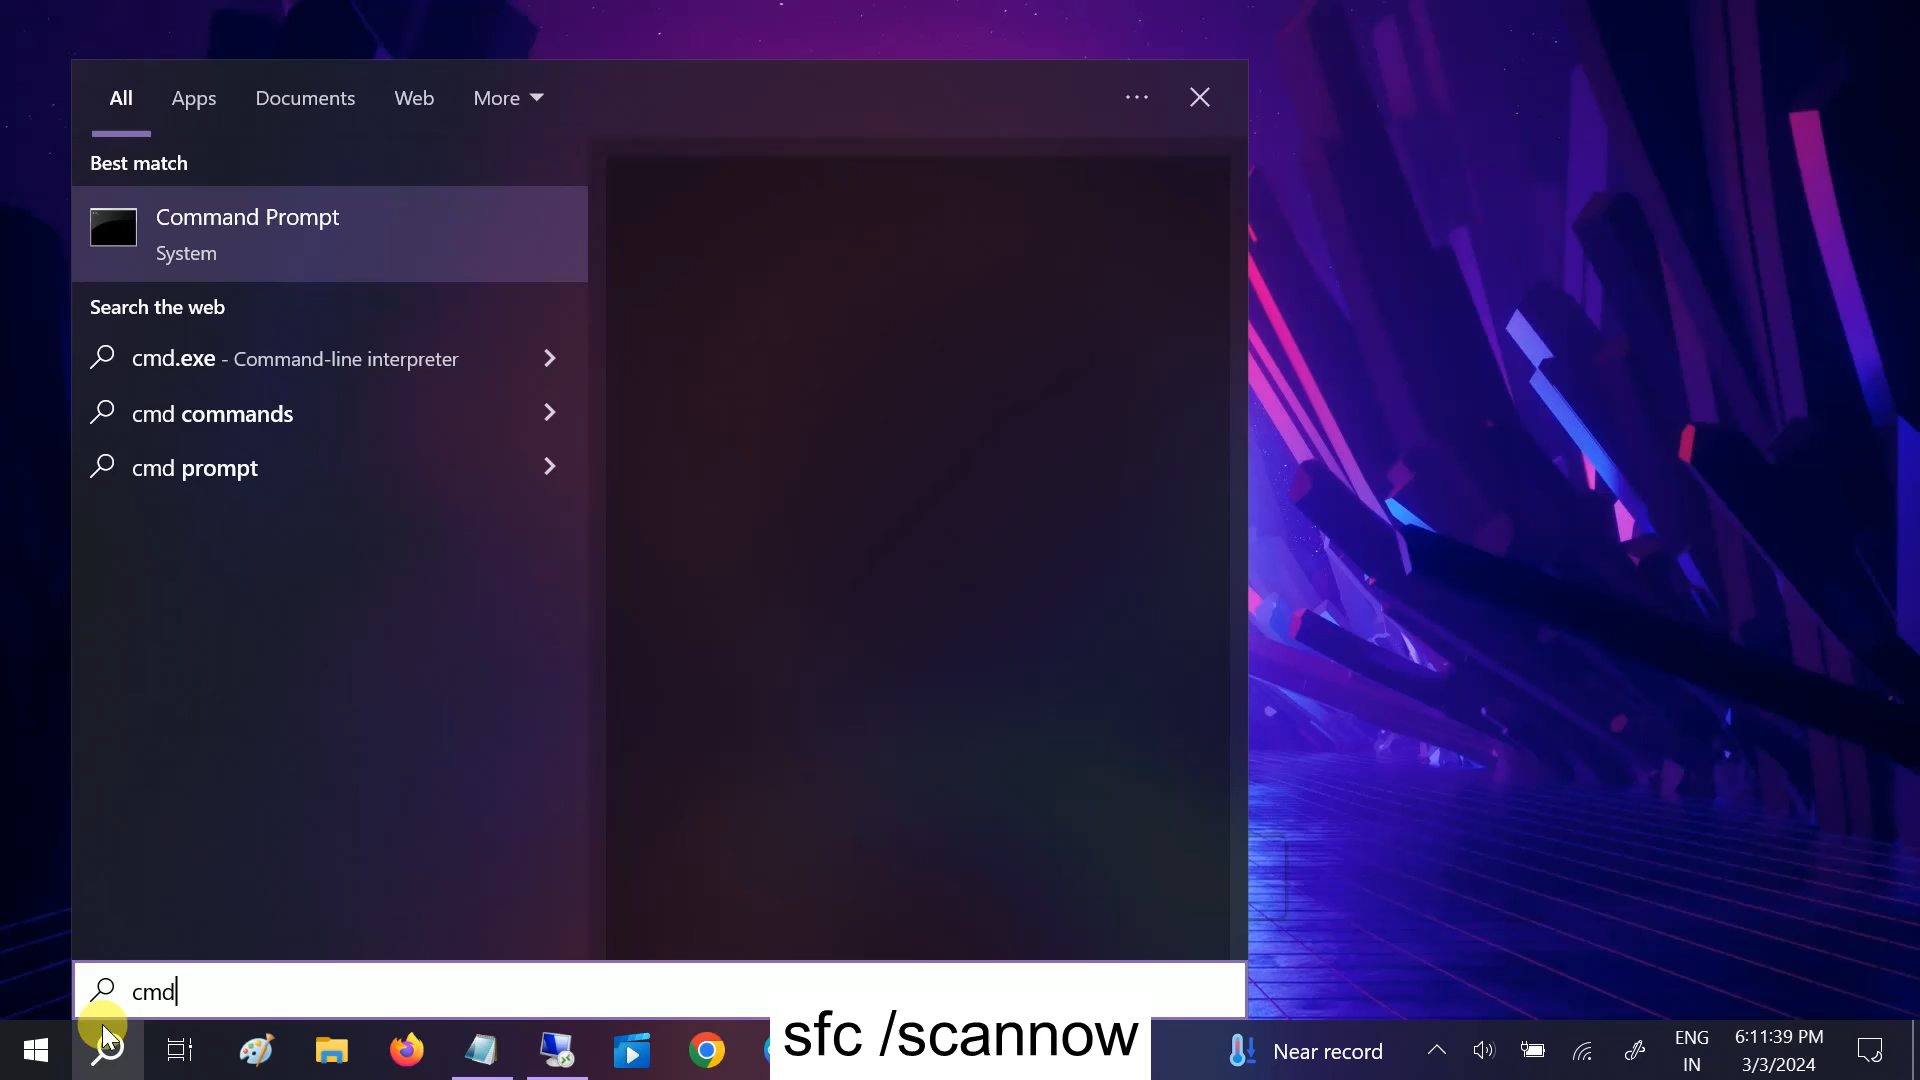 All Apps Documents Web More
Best match
Command Prompt
System
Search the web
cmd.exe - Command-line interpreter
cmd commands
cmd prompt
cmd
sfc /scannow
Near record
ENG
IN
6:11:39 PM
3/3/2024